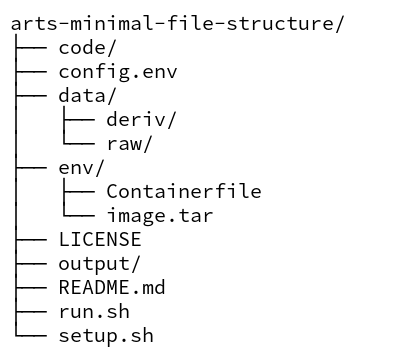 arts-minimal-file-structure/
├── code/
├── config.env
├── data/
│   ├── deriv/
│   └── raw/
├── env/
│   ├── Containerfile
│   └── image.tar
├── LICENSE
├── output/
├── README.md
├── run.sh
└── setup.sh